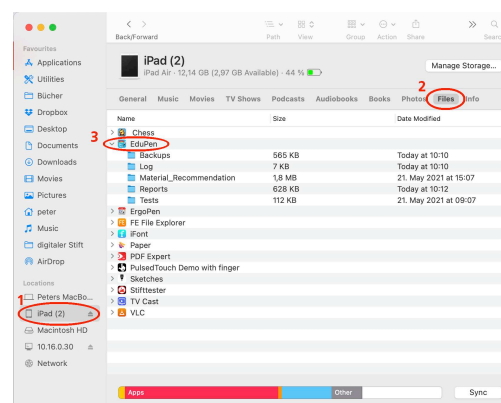 Back/Forward Path View Group Action Share Search
Favourites
Applications
Utilities
Bücher
Dropbox
Desktop
Documents
Downloads
Movies
Pictures
peter
Music
digitaler Stift
AirDrop
Locations
1
Peters MacBo...
iPad (2)
Macintosh HD
10.16.0.30
Network
iPad (2)
iPad Air · 12,14 GB (2,97 GB Available) · 44 %
Manage Storage...
2
General Music Movies TV Shows Podcasts Audiobooks Books Photos Files Info
Name Size Date Modified
Chess
3
EduPen
Backups 565 KB Today at 10:10
Log 7 KB Today at 10:10
Material_Recommendation 1,8 MB 21. May 2021 at 15:07
Reports 628 KB Today at 10:12
Tests 112 KB 21. May 2021 at 09:07
ErgoPen
FE File Explorer
iFont
Paper
PDF Expert
PulsedTouch Demo with finger
Sketches
Stifttester
TV Cast
VLC
Apps Other Sync